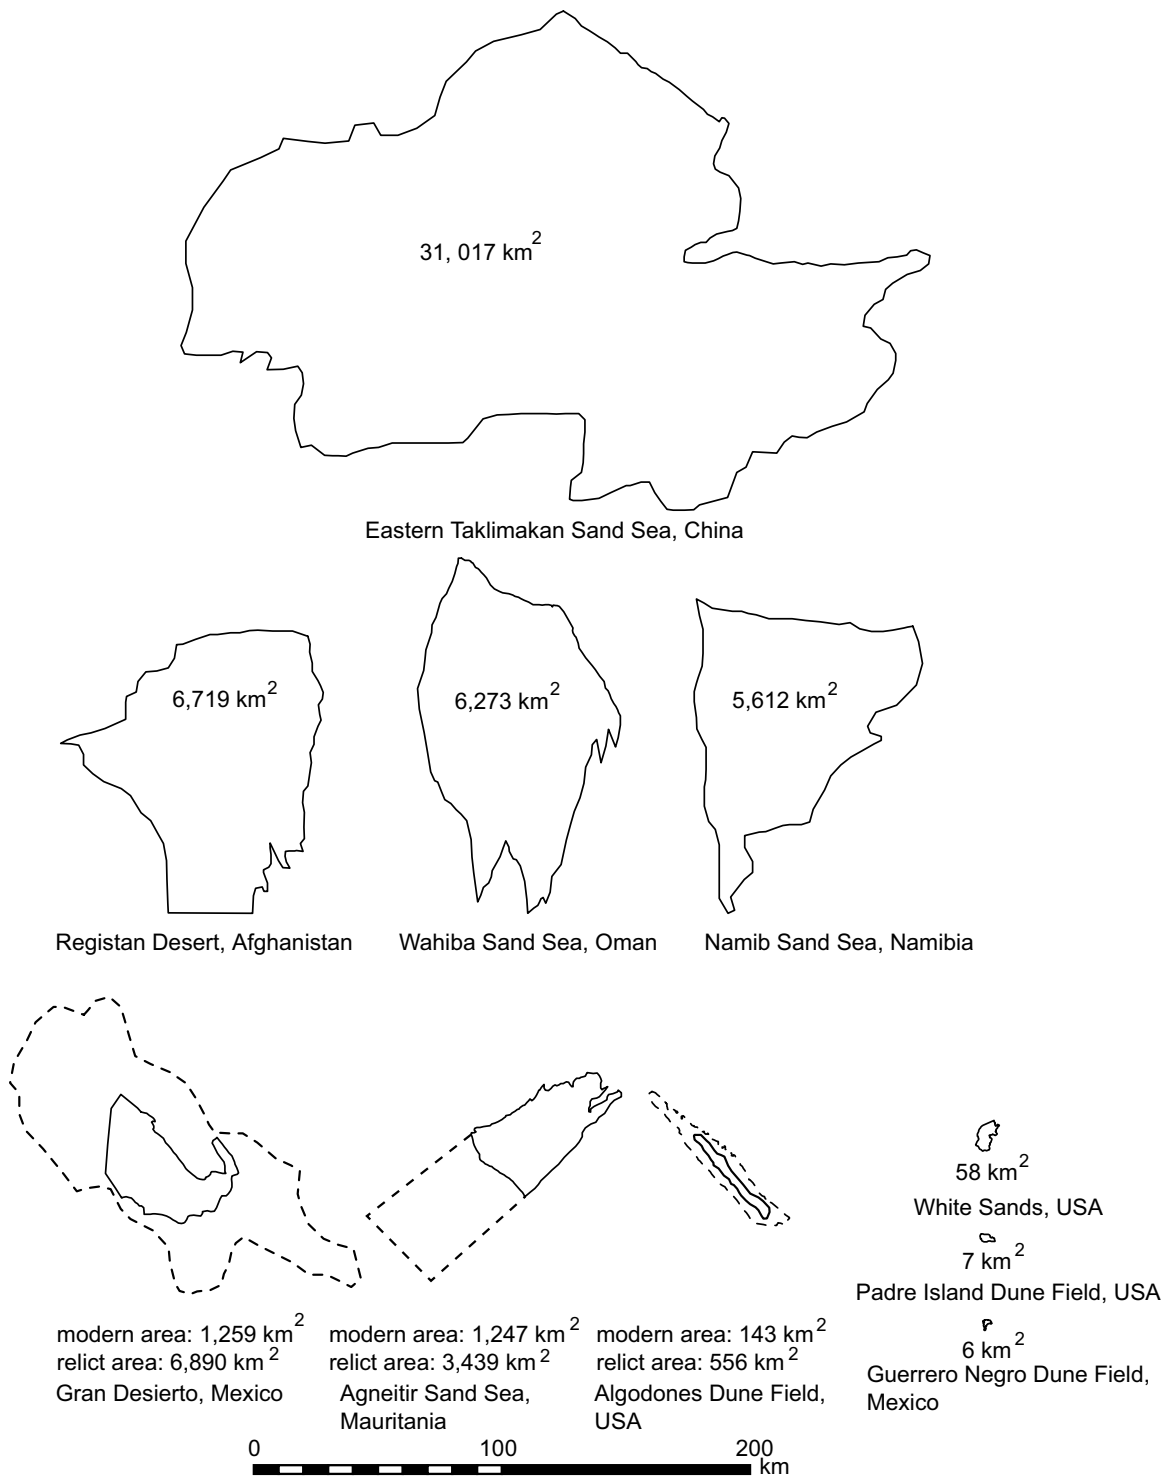 31, 017 km²
Eastern Taklimakan Sand Sea, China
6,719 km²
6,273 km²
5,612 km²
Registan Desert, Afghanistan
Wahiba Sand Sea, Oman
Namib Sand Sea, Namibia
58 km²
White Sands, USA
7 km²
Padre Island Dune Field, USA
6 km²
Guerrero Negro Dune Field,
Mexico
modern area: 1,259 km²
relict area: 6,890 km²
Gran Desierto, Mexico
modern area: 1,247 km²
relict area: 3,439 km²
Agneitir Sand Sea,
Mauritania
modern area: 143 km²
relict area: 556 km²
Algodones Dune Field,
USA
0 100 200
km